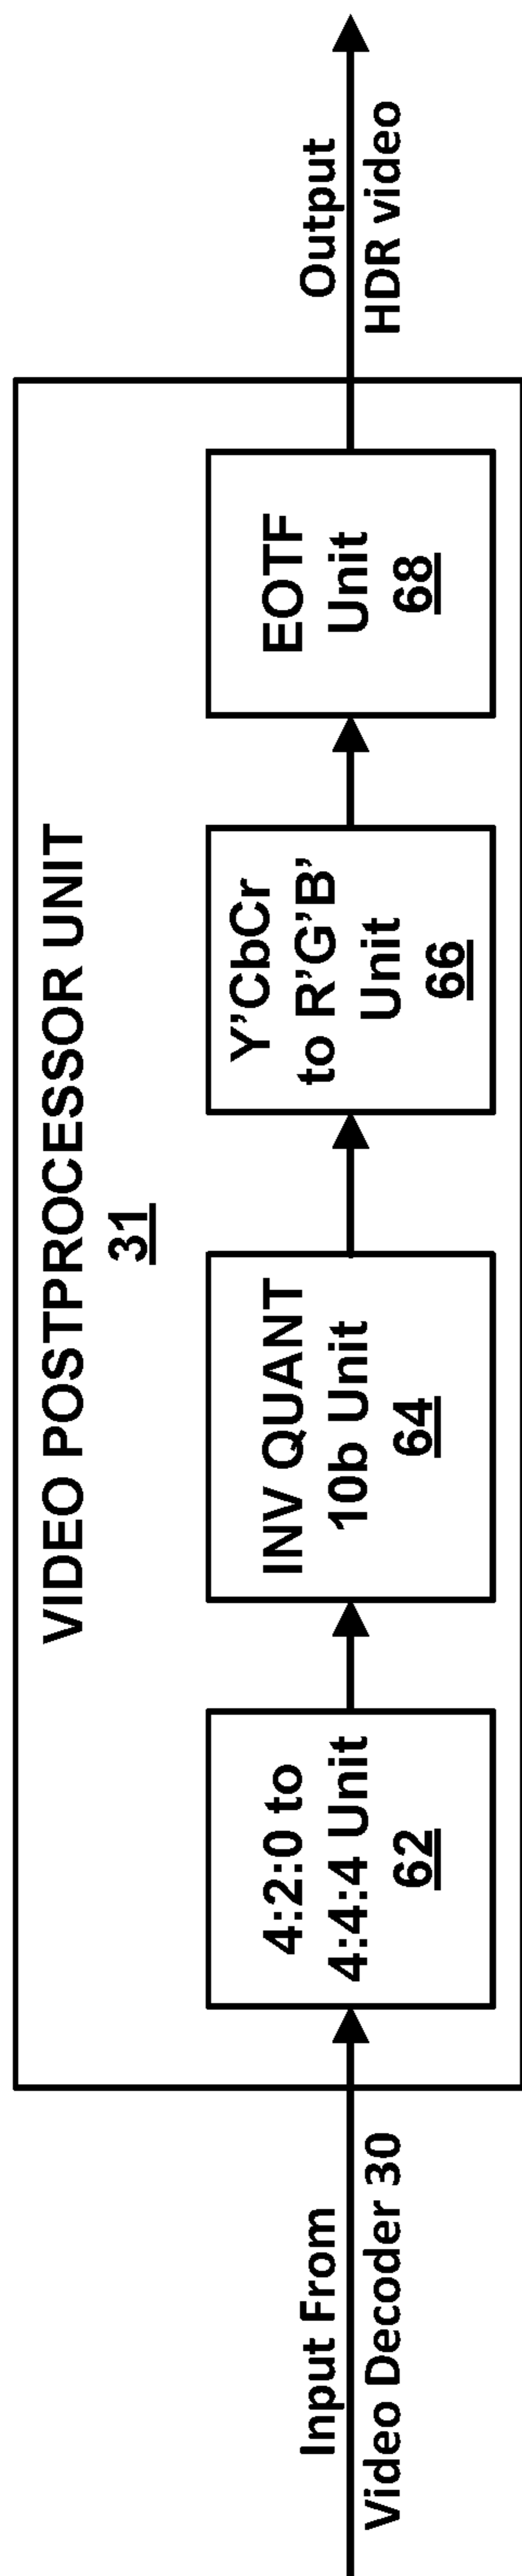 VIDEO POSTPROCESSOR UNIT
31
Input From
Video Decoder 30
4:2:0 to
4:4:4 Unit
62
INV QUANT
10b Unit
64
Y'CbCr
to R'G'B'
Unit
66
EOTF
Unit
68
Output
HDR video